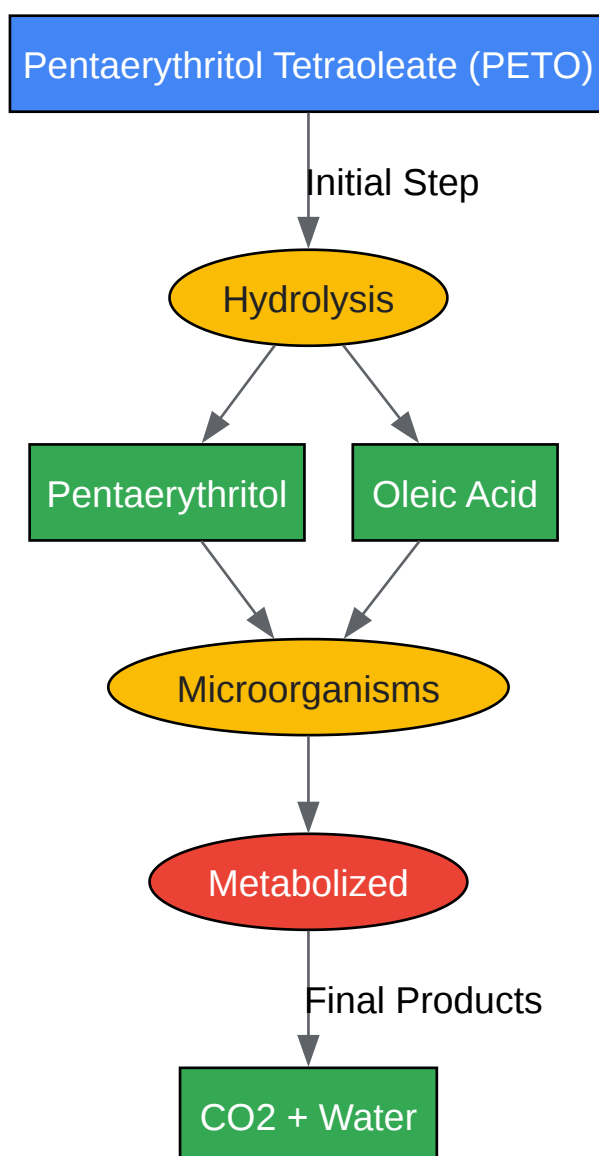 Pentaerythritol Tetraoleate (PETO)
Initial Step
Hydrolysis
Pentaerythritol
Oleic Acid
Microorganisms
Metabolized
Final Products
CO2 + Water